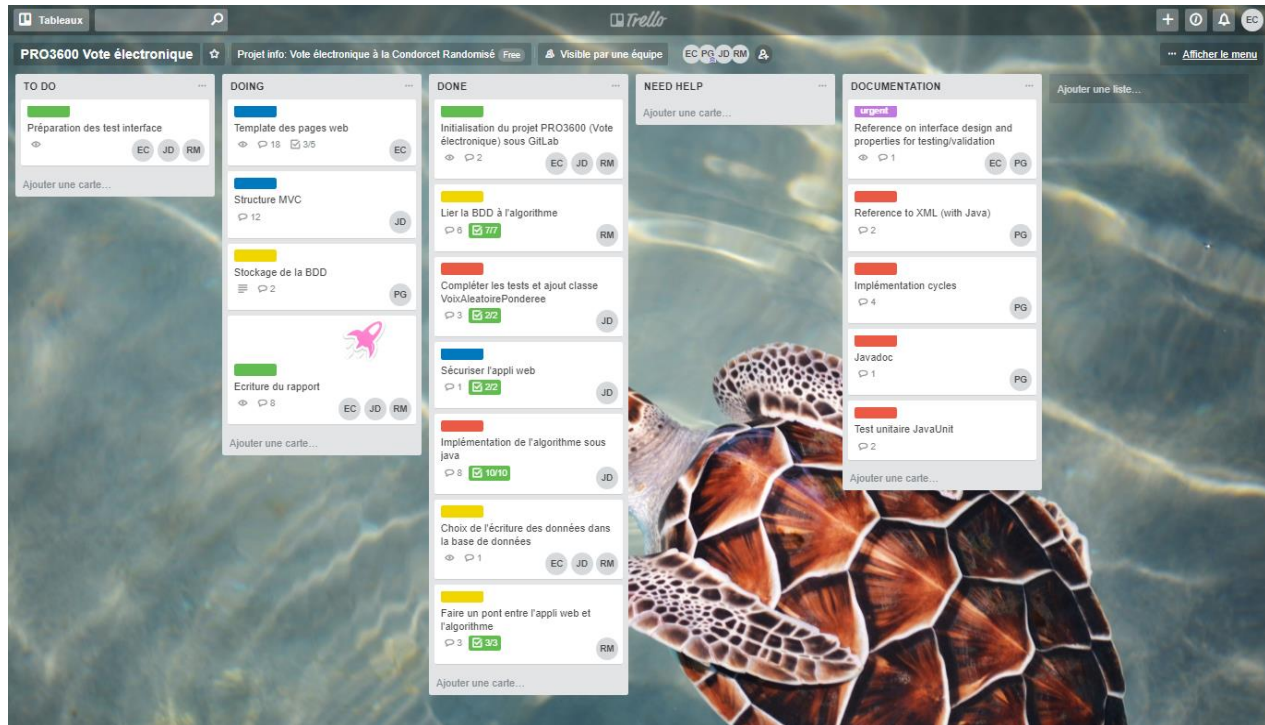 Tableaux
Trello
EC
PRO3600 Vote électronique
Projet info: Vote électronique à la Condorcet Randomisé Free
Visible par une équipe
EC PG JD RM
... Afficher le menu
TO DO ...
Préparation des test interface
EC JD RM
Ajouter une carte...
DOING ...
Template des pages web
18 3/5
EC
Structure MVC
12
JD
Stockage de la BDD
2
PG
Ecriture du rapport
8
EC JD RM
Ajouter une carte...
DONE ...
Initialisation du projet PRO3600 (Vote
électronique) sous GitLab
2
EC JD RM
Lier la BDD à l'algorithme
6 7/7
RM
Compléter les tests et ajout classe
VoixAleatoirePonderee
3 2/2
JD
Sécuriser l'appli web
1 2/2
JD
Implémentation de l'algorithme sous
java
8 10/10
JD
Choix de l'écriture des données dans
la base de données
1
EC JD RM
Faire un pont entre l'appli web et
l'algorithme
3 3/3
RM
Ajouter une carte...
NEED HELP ...
Ajouter une carte...
DOCUMENTATION ...
urgent
Reference on interface design and
properties for testing/validation
1
EC PG
Reference to XML (with Java)
2
PG
Implémentation cycles
4
PG
Javadoc
1
PG
Test unitaire JavaUnit
2
Ajouter une carte...
Ajouter une liste...